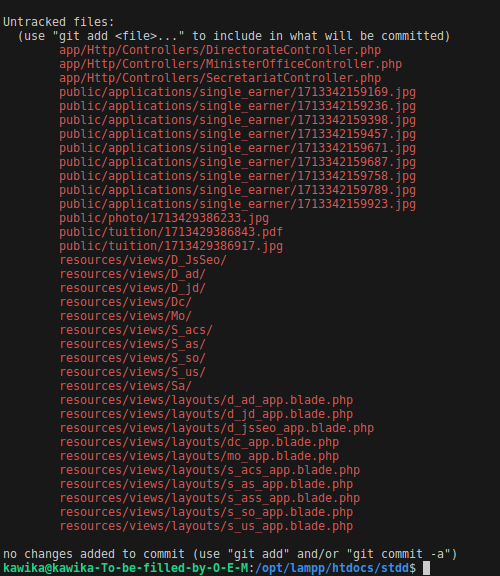 Untracked files:
  (use "git add <file>..." to include in what will be committed)
        app/Http/Controllers/DirectorateController.php
        app/Http/Controllers/MinisterOfficeController.php
        app/Http/Controllers/SecretariatController.php
        public/applications/single_earner/1713342159169.jpg
        public/applications/single_earner/1713342159236.jpg
        public/applications/single_earner/1713342159398.jpg
        public/applications/single_earner/1713342159457.jpg
        public/applications/single_earner/1713342159671.jpg
        public/applications/single_earner/1713342159687.jpg
        public/applications/single_earner/1713342159758.jpg
        public/applications/single_earner/1713342159789.jpg
        public/applications/single_earner/1713342159923.jpg
        public/photo/1713429386233.jpg
        public/tuition/1713429386843.pdf
        public/tuition/1713429386917.jpg
        resources/views/D_JsSeo/
        resources/views/D_ad/
        resources/views/D_jd/
        resources/views/Dc/
        resources/views/Mo/
        resources/views/S_acs/
        resources/views/S_as/
        resources/views/S_so/
        resources/views/S_us/
        resources/views/Sa/
        resources/views/layouts/d_ad_app.blade.php
        resources/views/layouts/d_jd_app.blade.php
        resources/views/layouts/d_jsseo_app.blade.php
        resources/views/layouts/dc_app.blade.php
        resources/views/layouts/mo_app.blade.php
        resources/views/layouts/s_acs_app.blade.php
        resources/views/layouts/s_as_app.blade.php
        resources/views/layouts/s_ass_app.blade.php
        resources/views/layouts/s_so_app.blade.php
        resources/views/layouts/s_us_app.blade.php

no changes added to commit (use "git add" and/or "git commit -a")
kawika@kawika-To-be-filled-by-O-E-M:/opt/lampp/htdocs/stdd$